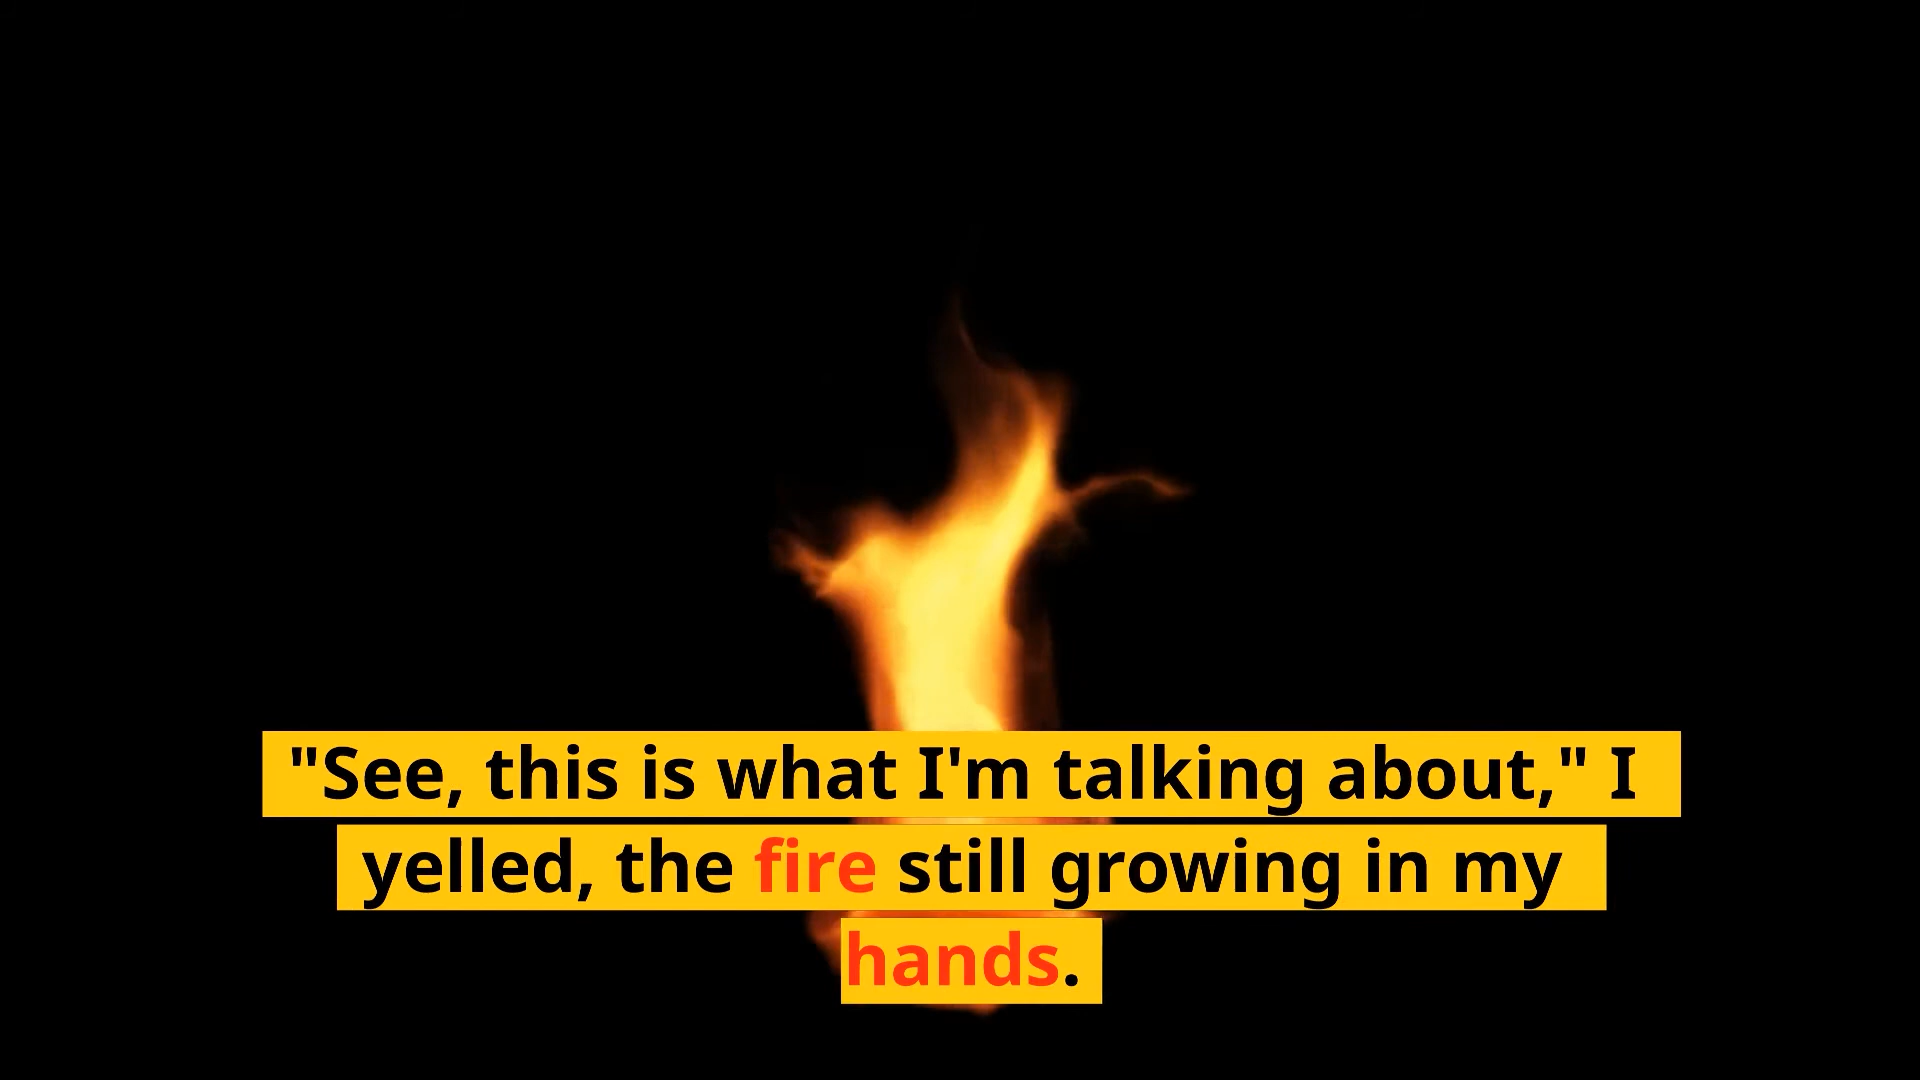 "See, this is what I'm talking about," I
yelled, the fire still growing in my
hands.